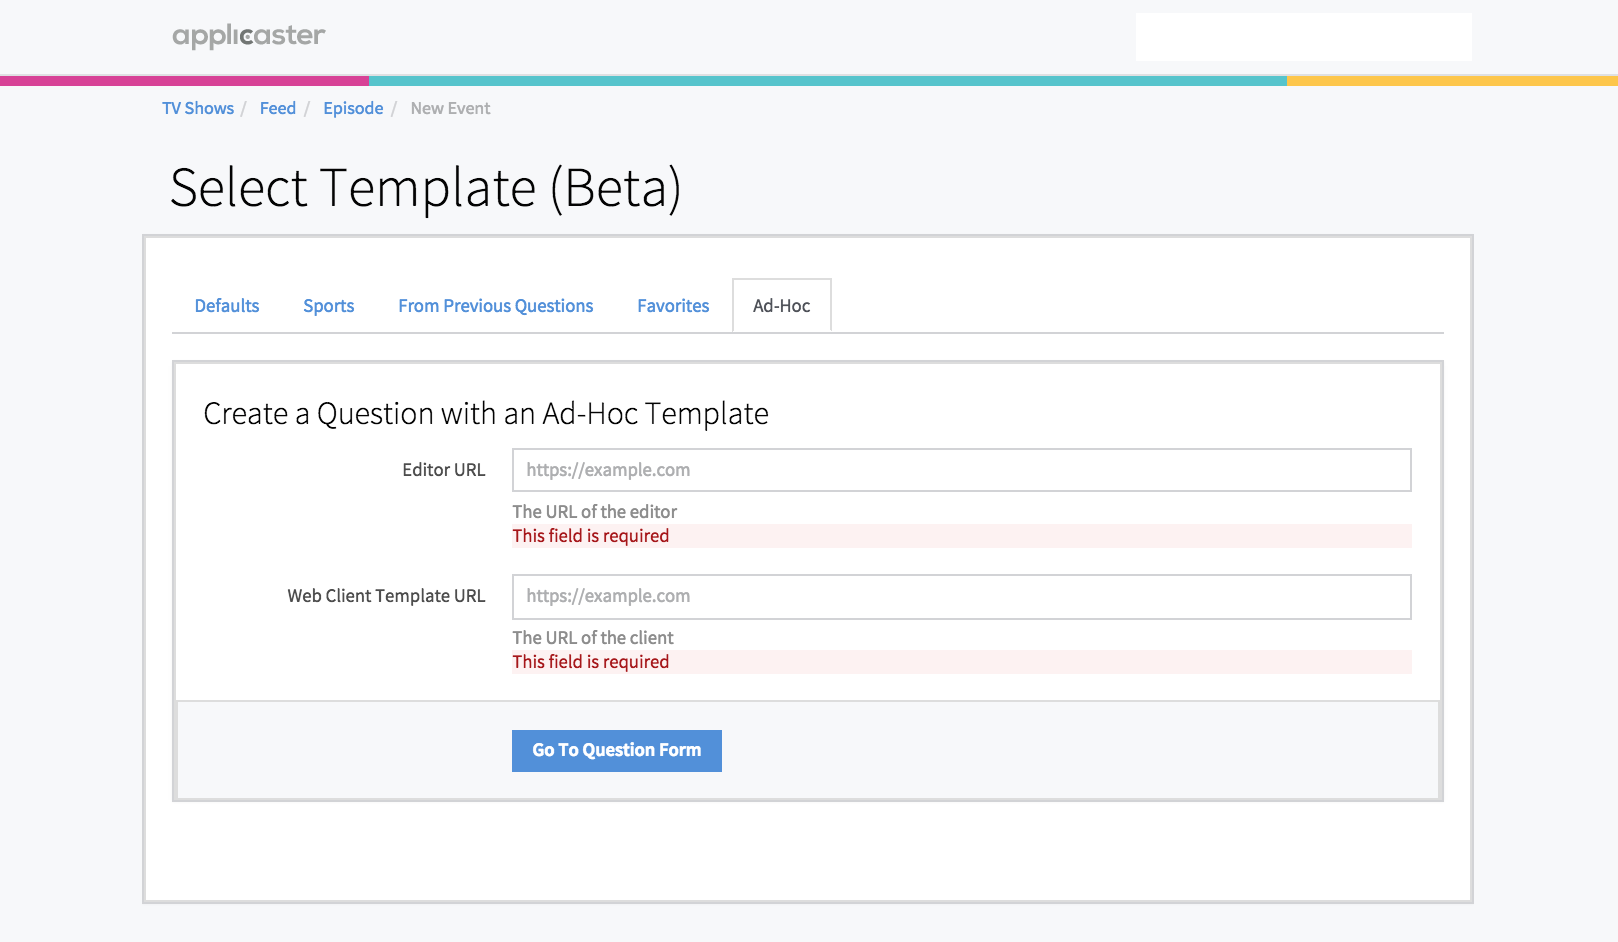 applicaster
TV Shows / Feed / Episode / New Event
Select Template (Beta)
Defaults Sports From Previous Questions Favorites Ad-Hoc
Create a Question with an Ad-Hoc Template
Editor URL https://example.com
The URL of the editor
This field is required
Web Client Template URL https://example.com
The URL of the client
This field is required
Go To Question Form